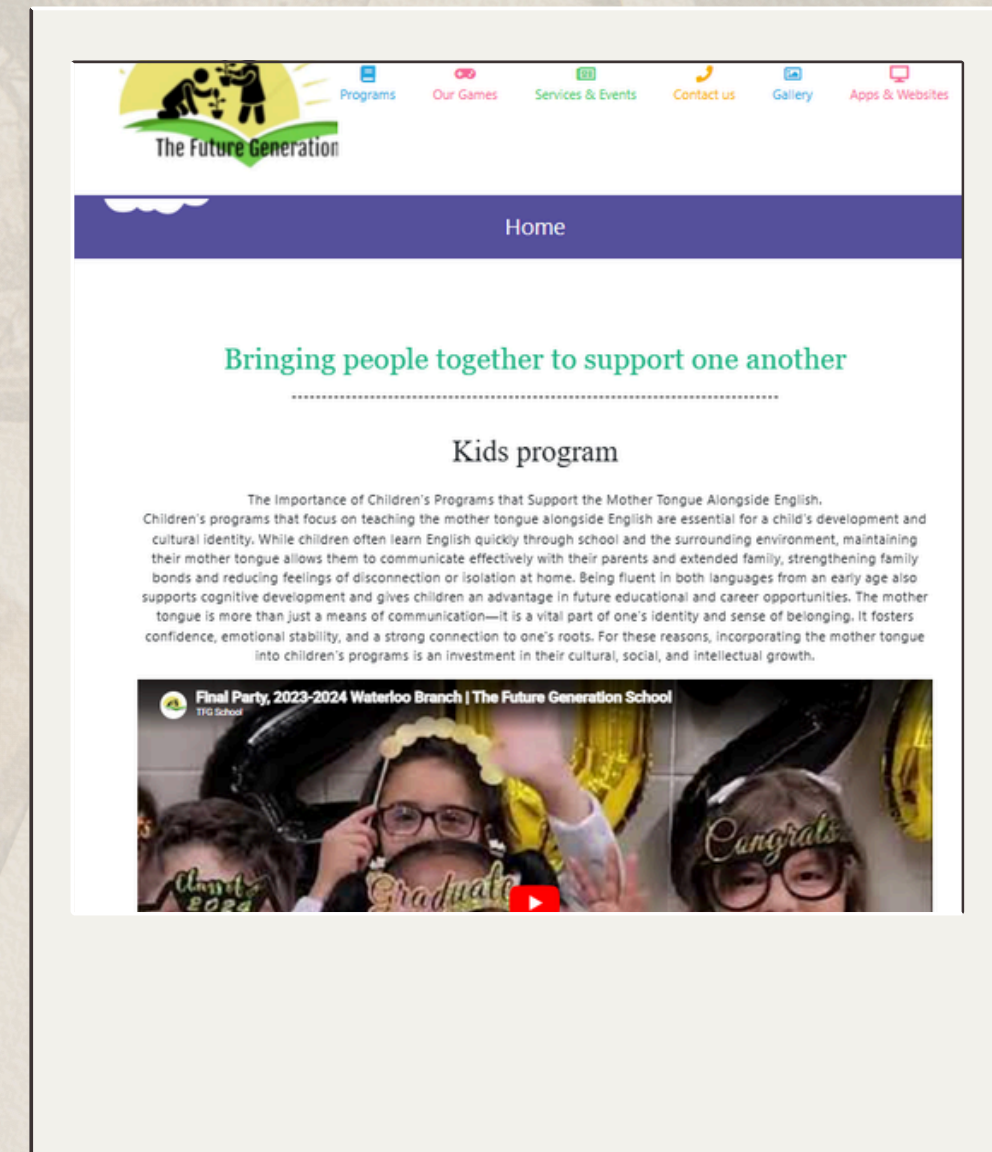 Programs
Our Games
Services & Events
Contact us
Gallery
Apps & Websites
The Future Generation
Home
Bringing people together to support one another
Kids program
The Importance of Children's Programs that Support the Mother Tongue Alongside English.
Children's programs that focus on teaching the mother tongue alongside English are essential for a child's development and
cultural identity. While children often learn English quickly through school and the surrounding environment, maintaining
their mother tongue allows them to communicate effectively with their parents and extended family, strengthening family
bonds and reducing feelings of disconnection or isolation at home. Being fluent in both languages from an early age also
supports cognitive development and gives children an advantage in future educational and career opportunities. The mother
tongue is more than just a means of communication—it is a vital part of one's identity and sense of belonging. It fosters
confidence, emotional stability, and a strong connection to one's roots. For these reasons, incorporating the mother tongue
into children's programs is an investment in their cultural, social, and intellectual growth.
Final Party, 2023-2024 Waterloo Branch | The Future Generation School
TFG School
Congrats
Class of
2024
Graduate